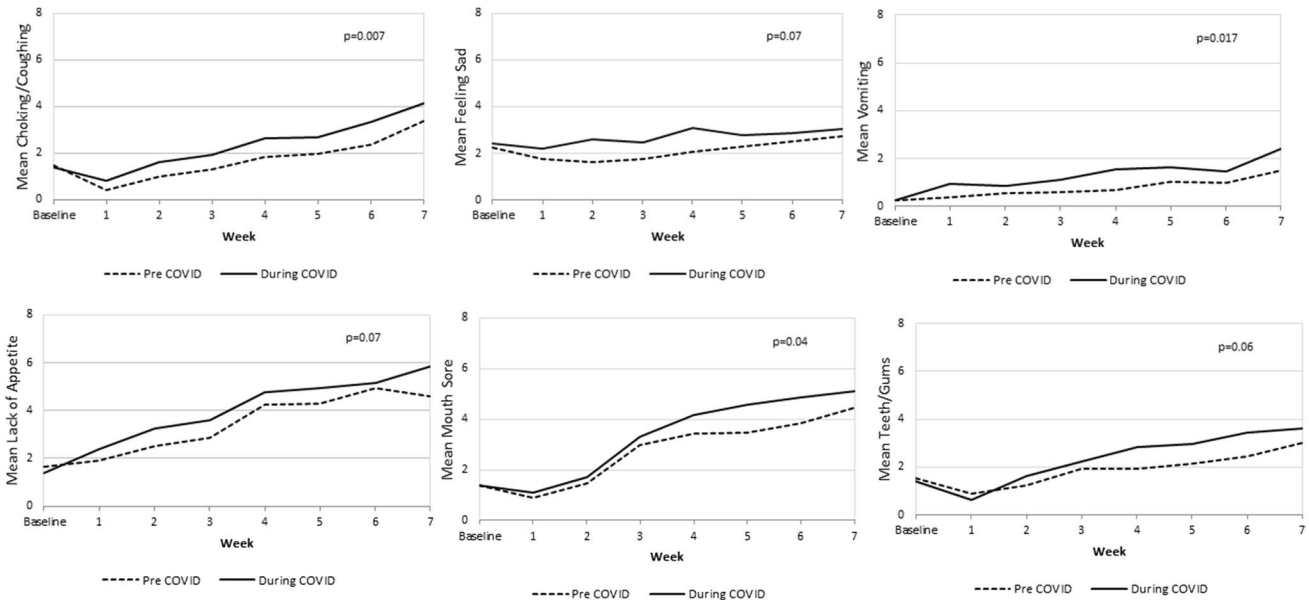 8
6
4
2
0
Mean Choking/Coughing
p=0.007
Baseline 1 2 3 4 5 6 7
Week
Pre COVID During COVID
8
6
4
2
0
Mean Feeling Sad
p=0.07
Baseline 1 2 3 4 5 6 7
Week
Pre COVID During COVID
8
6
4
2
0
Mean Vomiting
p=0.017
Baseline 1 2 3 4 5 6 7
Week
Pre COVID During COVID
8
6
4
2
0
Mean Lack of Appetite
p=0.07
Baseline 1 2 3 4 5 6 7
Week
Pre COVID During COVID
8
6
4
2
0
Mean Mouth Sore
p=0.04
Baseline 1 2 3 4 5 6 7
Week
Pre COVID During COVID
8
6
4
2
0
Mean Teeth/Gums
p=0.06
Baseline 1 2 3 4 5 6 7
Week
Pre COVID During COVID